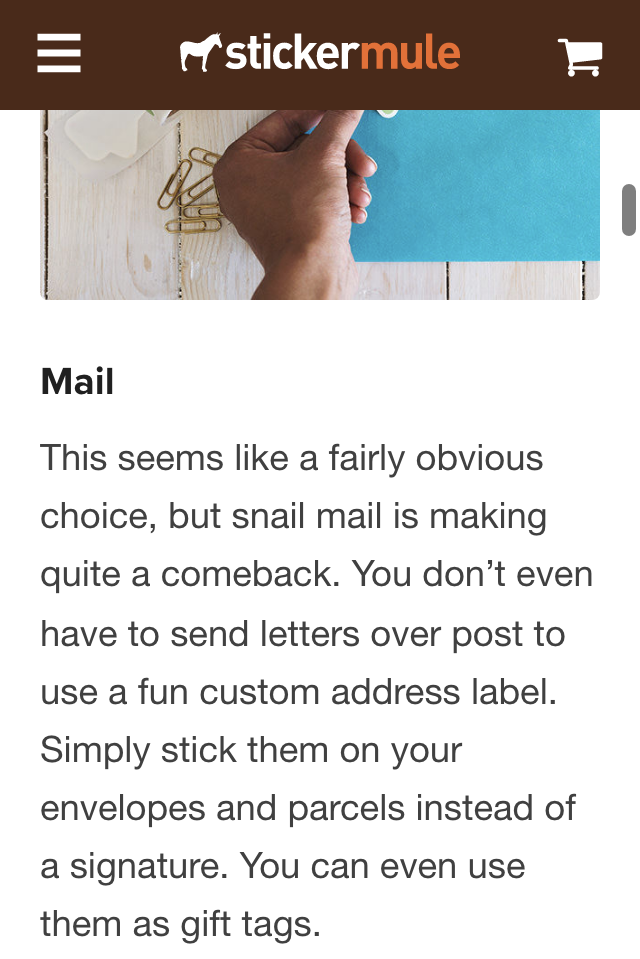 stickermule
Mail
This seems like a fairly obvious
choice, but snail mail is making
quite a comeback. You don’t even
have to send letters over post to
use a fun custom address label.
Simply stick them on your
envelopes and parcels instead of
a signature. You can even use
them as gift tags.